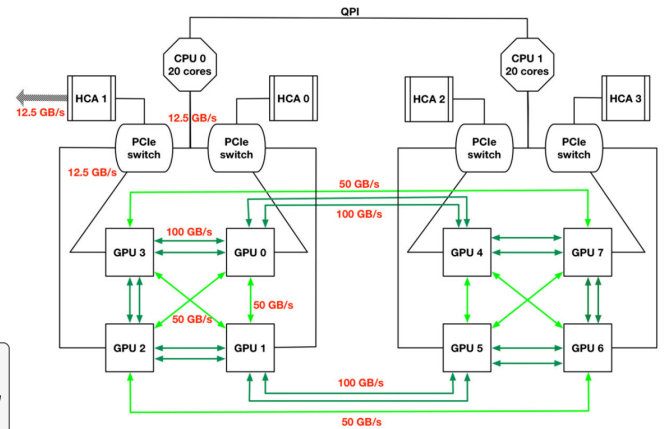 QPI
CPU 0
20 cores
CPU 1
20 cores
HCA 1
HCA 0
HCA 2
HCA 3
12.5 GB/s
12.5 GB/s
PCIe
switch
PCIe
switch
PCIe
switch
PCIe
switch
12.5 GB/s
50 GB/s
100 GB/s
100 GB/s
GPU 3
GPU 0
GPU 4
GPU 7
50 GB/s
50 GB/s
GPU 2
GPU 1
GPU 5
GPU 6
100 GB/s
50 GB/s